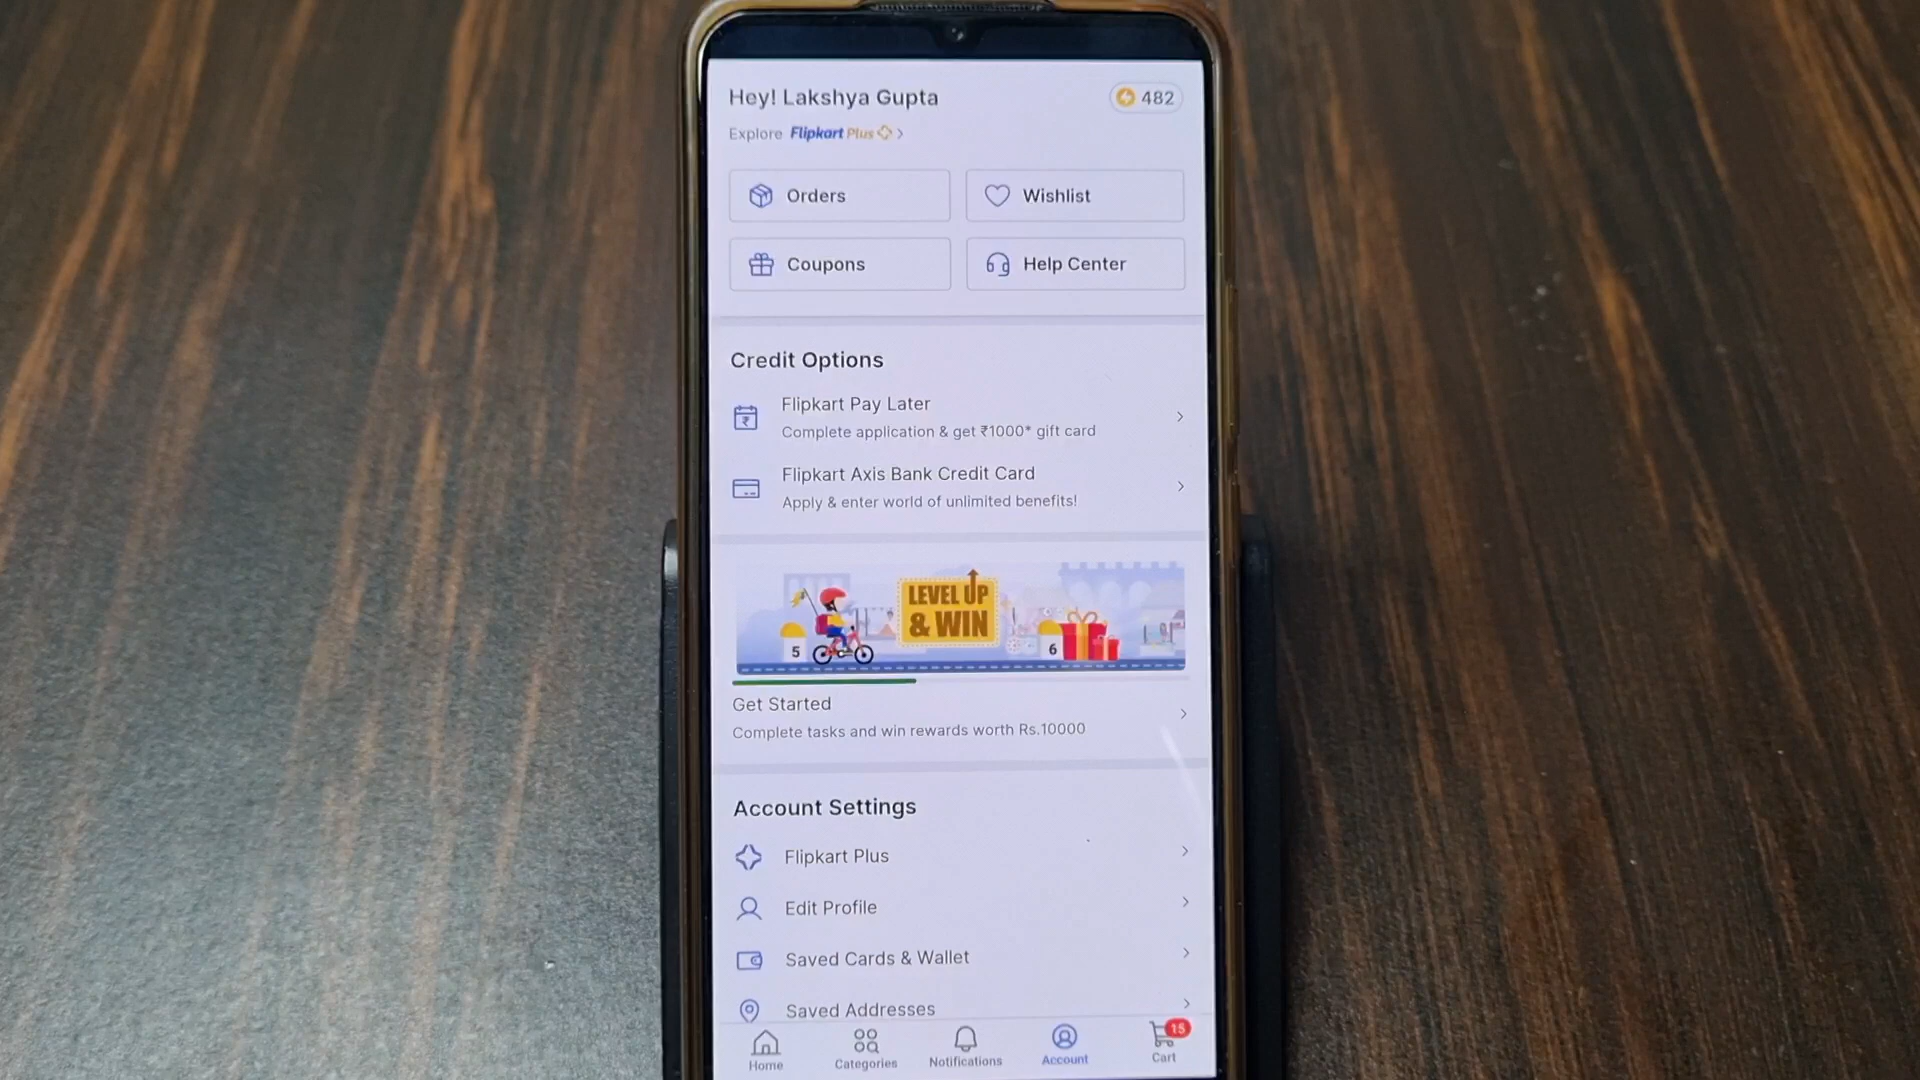 Hey! Lakshya Gupta
482
Explore Flipkart Plus
Orders
Wishlist
Coupons
Help Center
Credit Options
Flipkart Pay Later
Complete application & get ₹1000* gift card
Flipkart Axis Bank Credit Card
Apply & enter world of unlimited benefits!
LEVEL UP
& WIN
5
6
Get Started
Complete tasks and win rewards worth Rs.10000
Account Settings
Flipkart Plus
Edit Profile
Saved Cards & Wallet
Saved Addresses
15
Home
Categories
Notifications
Account
Cart